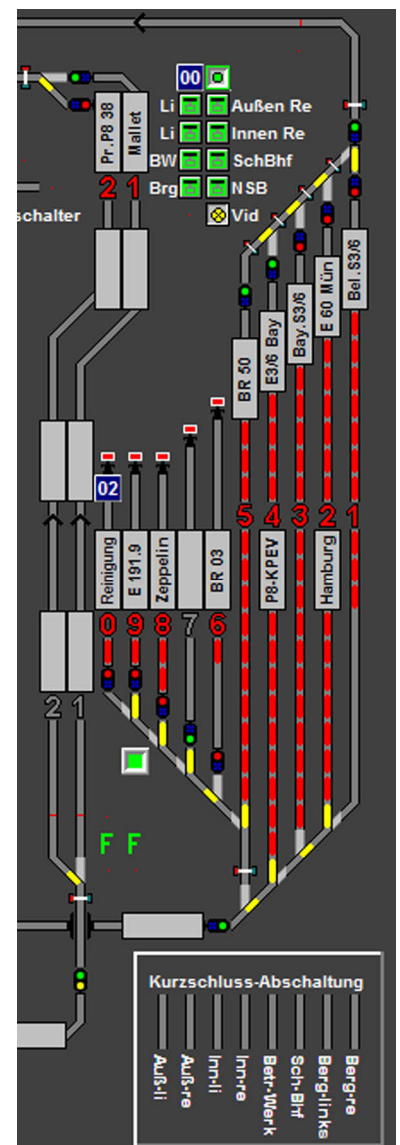 00
Li Außen Re
Li Innen Re
BW SchBhf
Brg NSB
Vid
Pr.P8 38
Mallet
2 1
schalter
BR 50
E3/6 Bay
Bay.S3/6
E 60 Mün
Bel.S3/6
02
5 4 3 2 1
Reinigung
E 191.9
Zeppelin
BR 03
P8-KPEV
Hamburg
0 9 8 7 6
2 1
F F
Kurzschluss-Abschaltung
Auß-li
Auß-re
Inn-li
Inn-re
Betr-Werk
Sch-Bhf
Berg-links
Berg-re